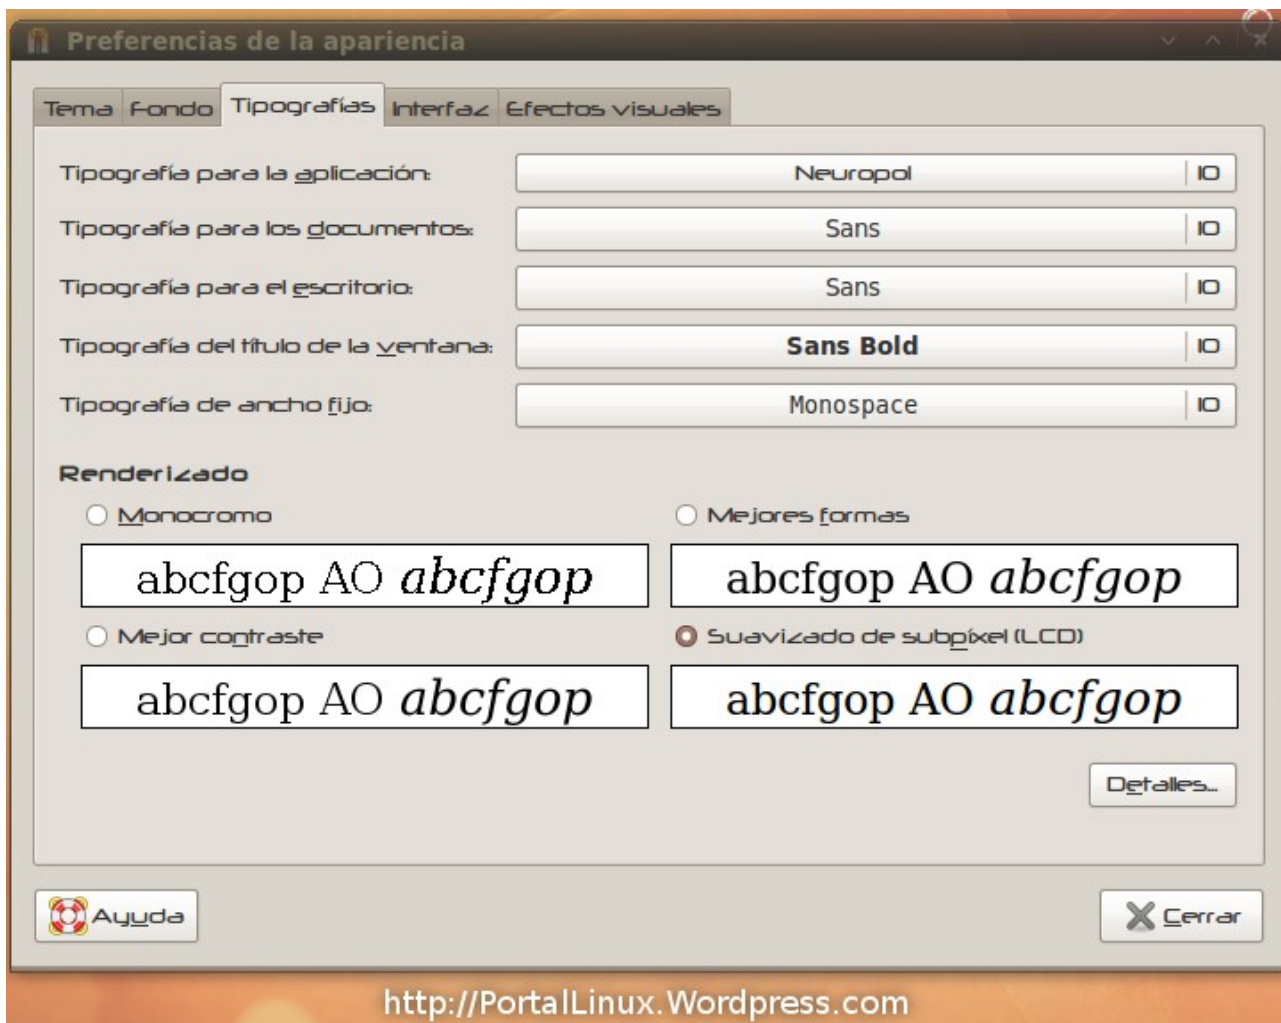 Preferencias de la apariencia
Tema Fondo Tipografías Interfaz Efectos visuales
Tipografía para la aplicación: Neuropol 10
Tipografía para los documentos: Sans 10
Tipografía para el escritorio: Sans 10
Tipografía del título de la ventana: Sans Bold 10
Tipografía de ancho fijo: Monospace 10
Renderizado
Monocromo Mejores formas
abcfgop AO abcfgop abcfgop AO abcfgop
Mejor contraste Suavizado de subpíxel (LCD)
abcfgop AO abcfgop abcfgop AO abcfgop
Detalles...
Ayuda Cerrar
http://PortalLinux.Wordpress.com